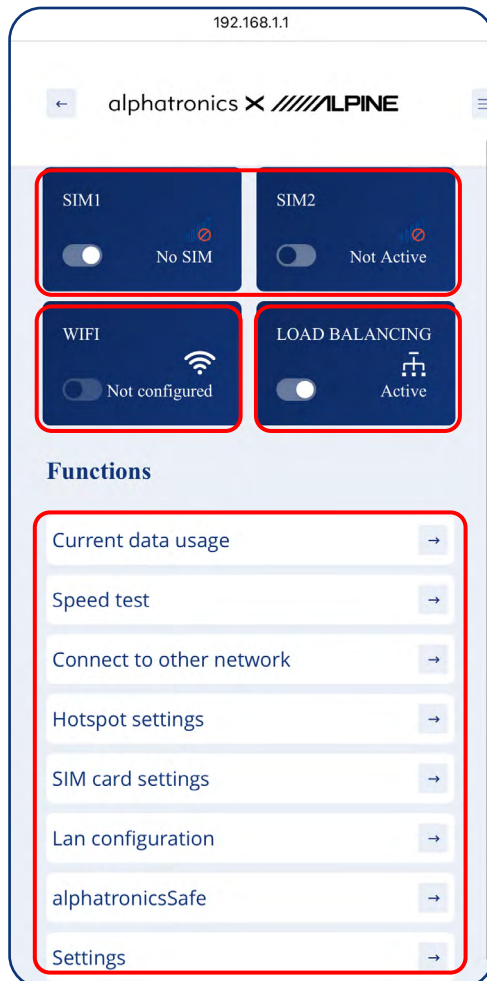 192.168.1.1
alphatronics X ALPINE
SIM1
SIM2
No SIM
Not Active
WIFI
LOAD BALANCING
Not configured
Active
Functions
Current data usage
Speed test
Connect to other network
Hotspot settings
SIM card settings
Lan configuration
alphatronicsSafe
Settings